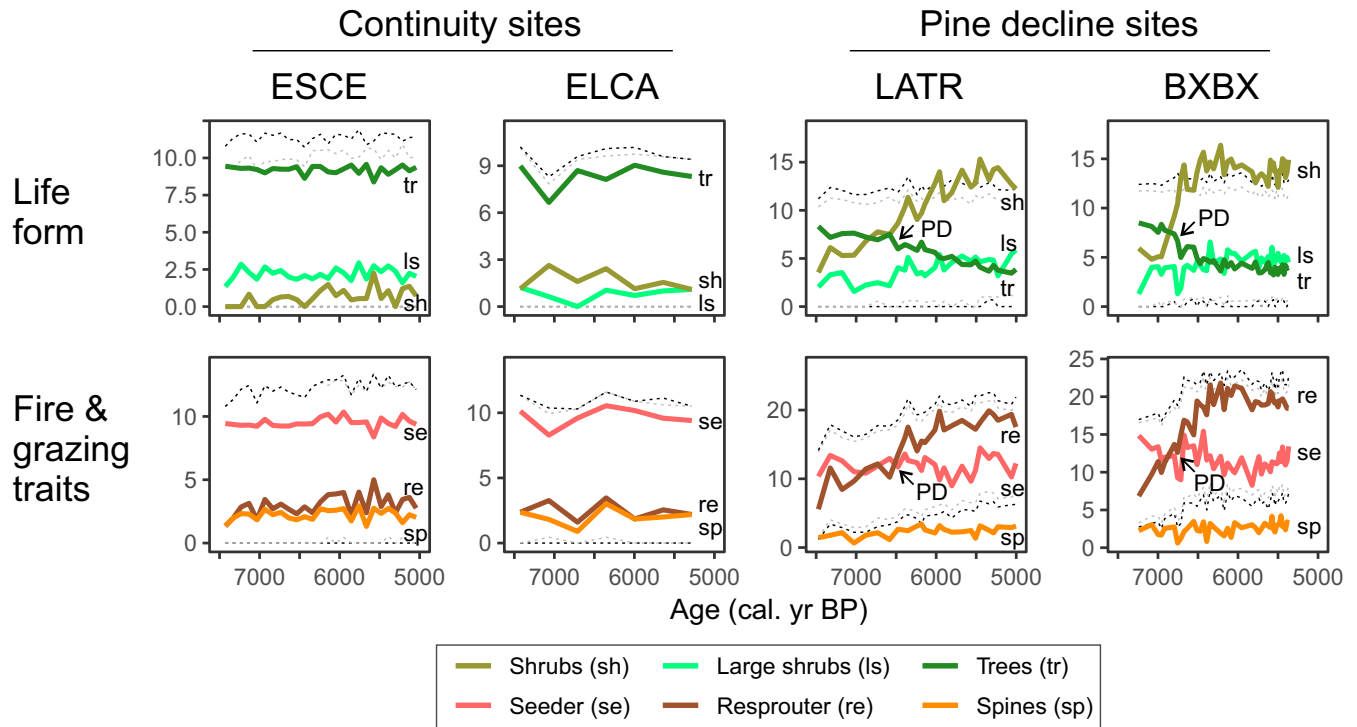 Continuity sites
Pine decline sites
ESCE
ELCA
LATR
BXBX
Life
form
10.0
7.5
5.0
2.5
0.0
tr
ls
sh
9
6
3
0
tr
sh
ls
15
10
5
0
sh
PD
ls
tr
15
10
5
0
sh
PD
ls
tr
Fire &
grazing
traits
10
5
0
se
re
sp
10
5
0
se
re
sp
20
10
0
re
se
PD
sp
25
20
15
10
5
0
re
se
PD
sp
7000 6000 5000
7000 6000 5000
7000 6000 5000
7000 6000 5000
Age (cal. yr BP)
Shrubs (sh) Large shrubs (ls) Trees (tr)
Seeder (se) Resprouter (re) Spines (sp)